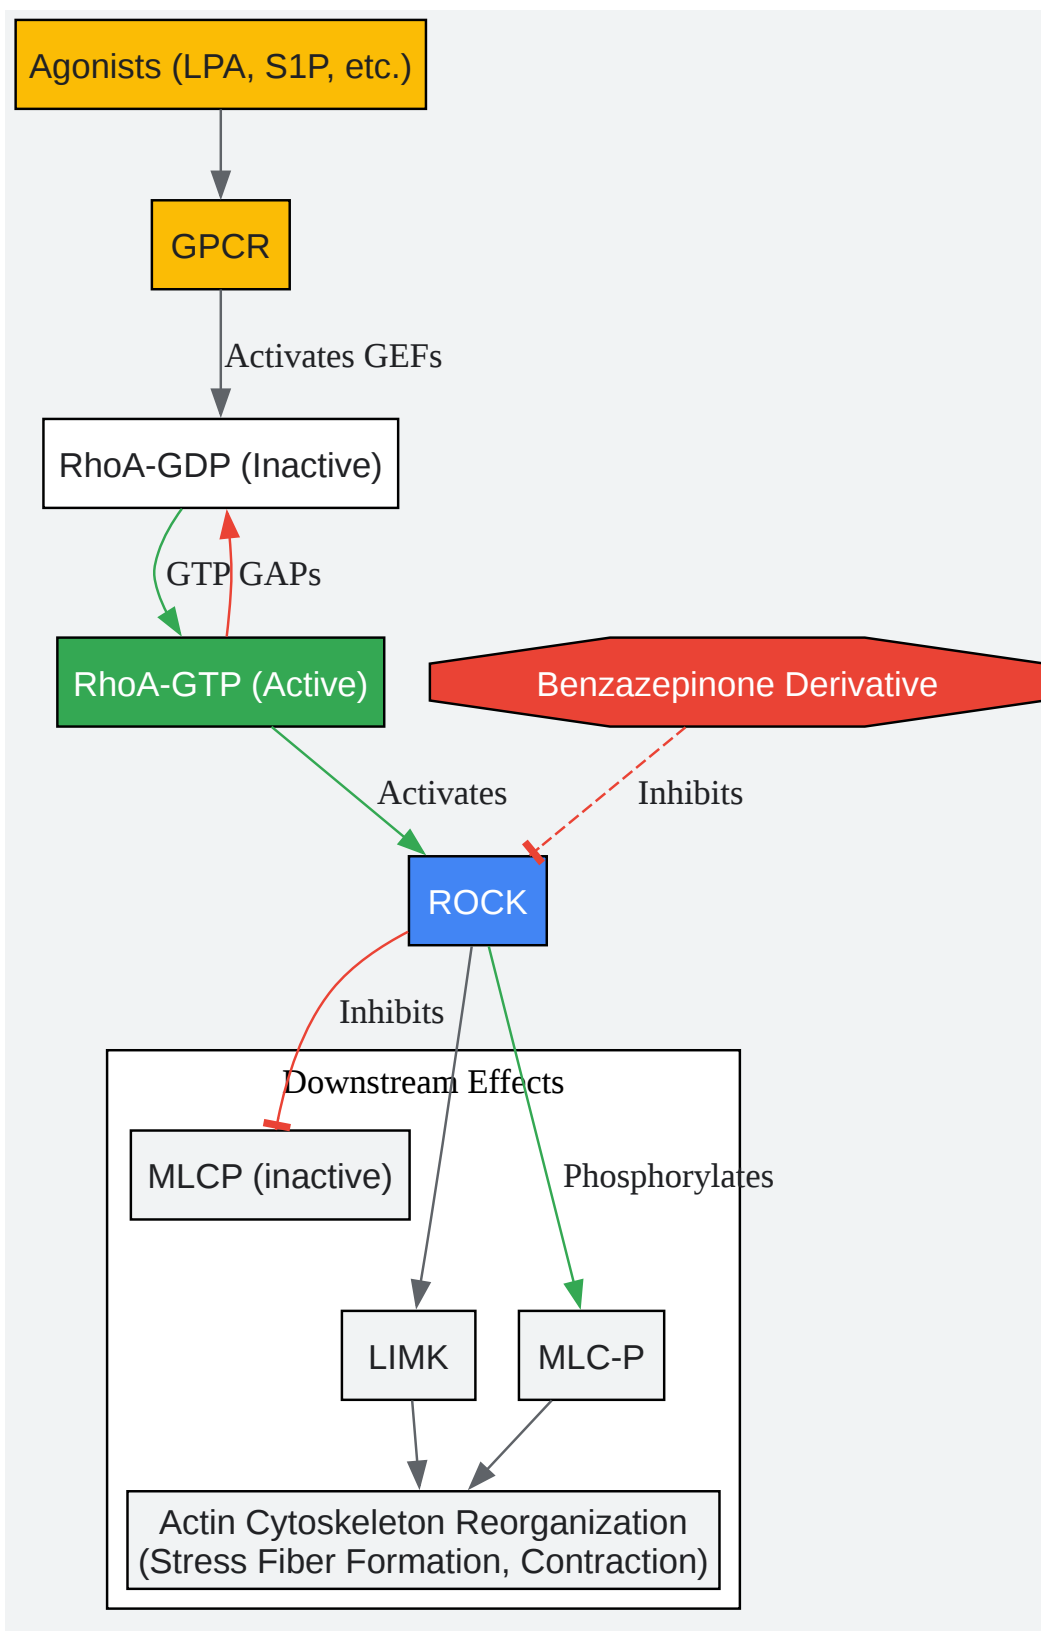 Agonists (LPA, S1P, etc.)
GPCR
Activates GEFs
RhoA-GDP (Inactive)
GTP
GAPs
RhoA-GTP (Active)
Benzazepinone Derivative
Activates
Inhibits
ROCK
Inhibits
Downstream Effects
MLCP (inactive)
Phosphorylates
LIMK
MLC-P
Actin Cytoskeleton Reorganization
(Stress Fiber Formation, Contraction)